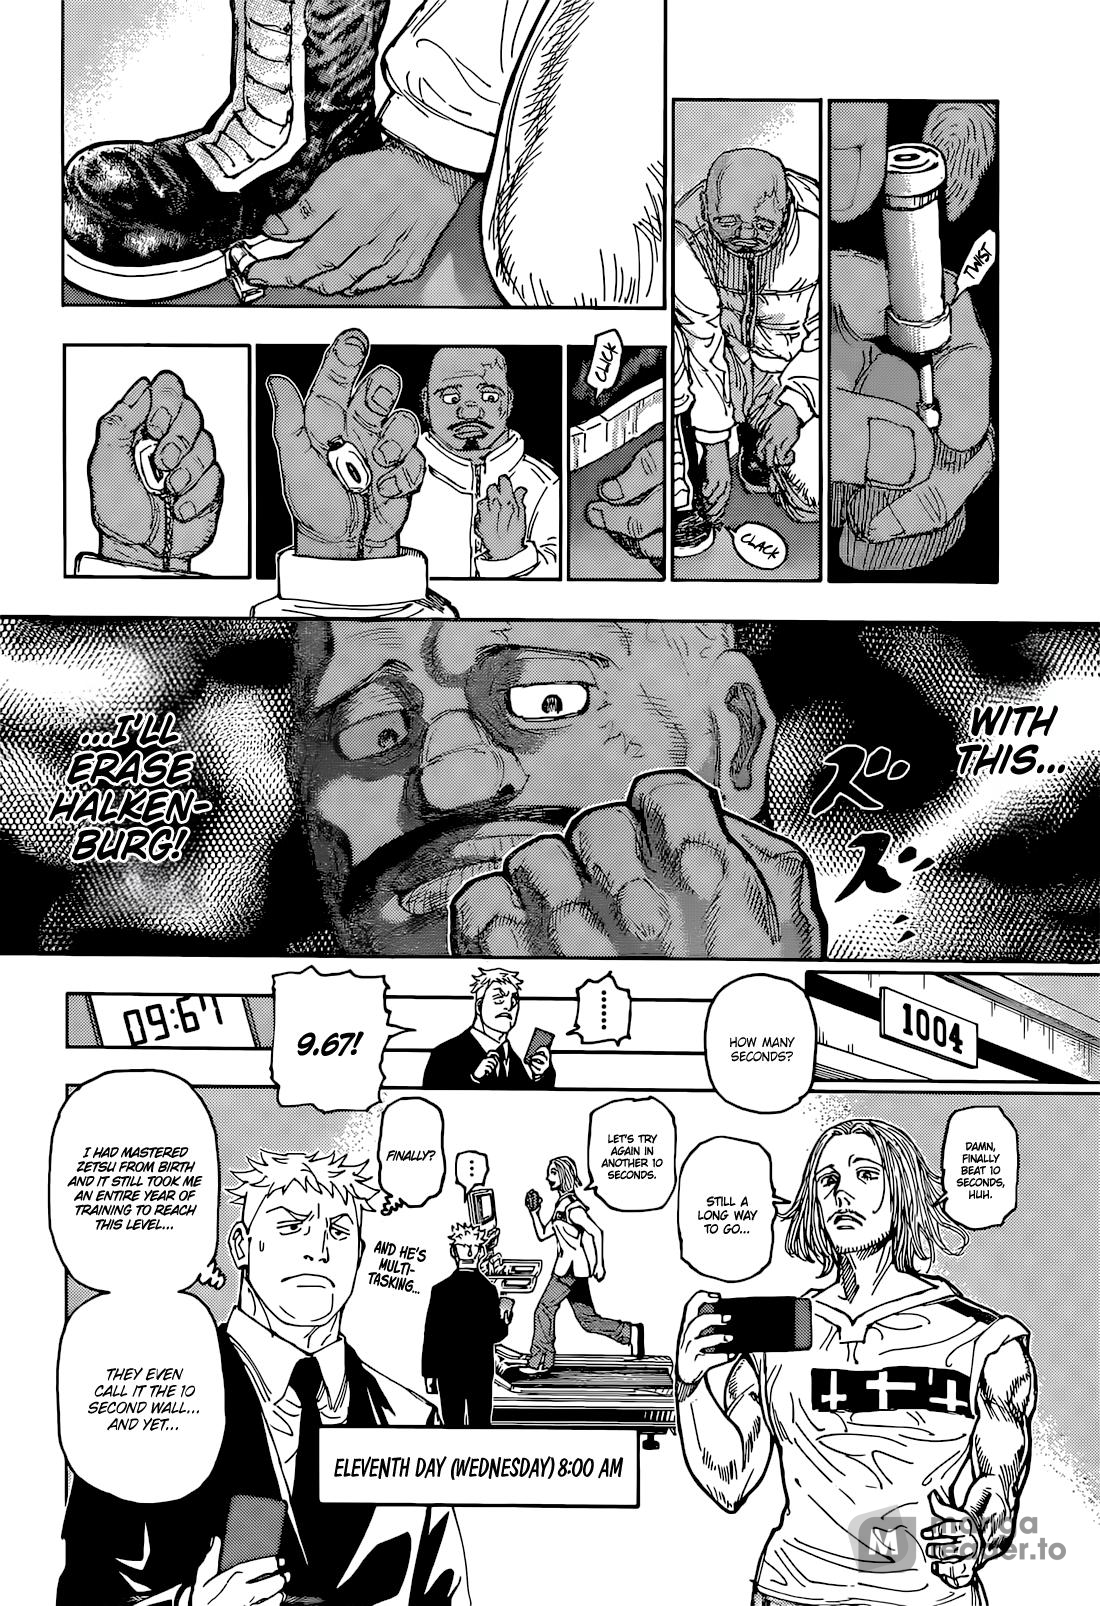 TWIST
CLACK
CLICK
WITH
THIS...
ズズ
...I'LL
ERASE
HALKEN-
BURG!
1004
HOW MANY
SECONDS?
......
9.67!
09:67
DAMN,
FINALLY
BEAT 10
SECONDS,
HUH.
STILL A
LONG WAY
TO GO...
LET'S TRY
AGAIN IN
ANOTHER 10
SECONDS.
...
FINALLY?
AND HE'S
MULTI-
TASKING...
I HAD MASTERED
ZETSU FROM BIRTH
AND IT STILL TOOK ME
AN ENTIRE YEAR OF
TRAINING TO REACH
THIS LEVEL...
THEY EVEN
CALL IT THE 10
SECOND WALL...
AND YET...
ELEVENTH DAY (WEDNESDAY) 8:00 AM
M manga
reader.to